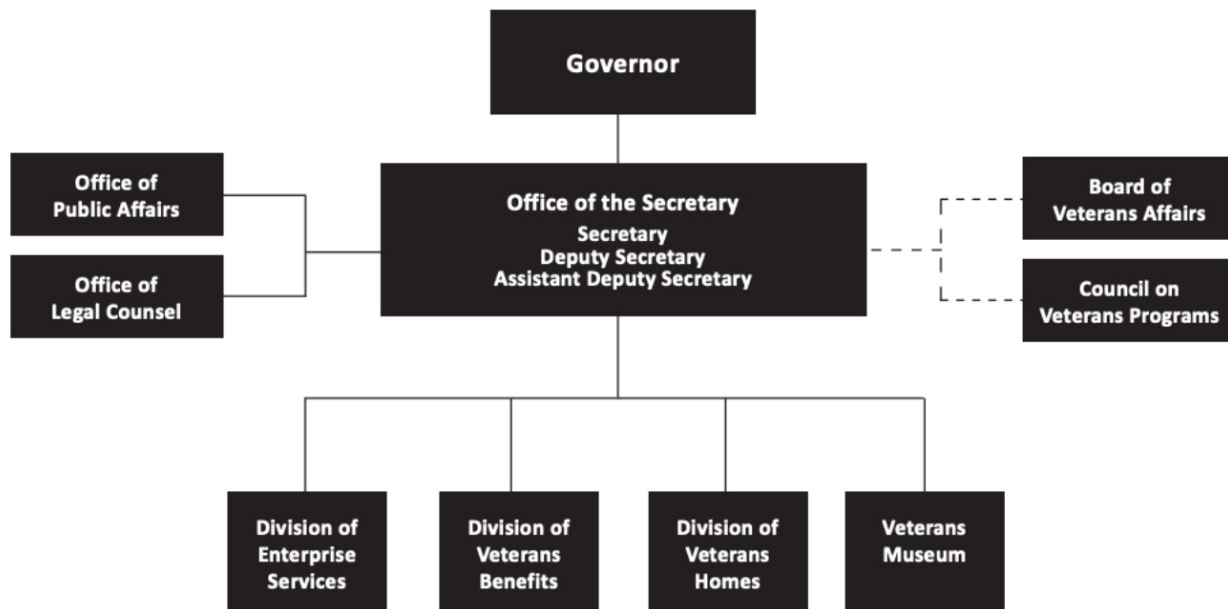 Governor
Office of
Public Affairs
Office of
Legal Counsel
Office of the Secretary
Secretary
Deputy Secretary
Assistant Deputy Secretary
Board of
Veterans Affairs
Council on
Veterans Programs
Division of
Enterprise
Services
Division of
Veterans
Benefits
Division of
Veterans
Homes
Veterans
Museum